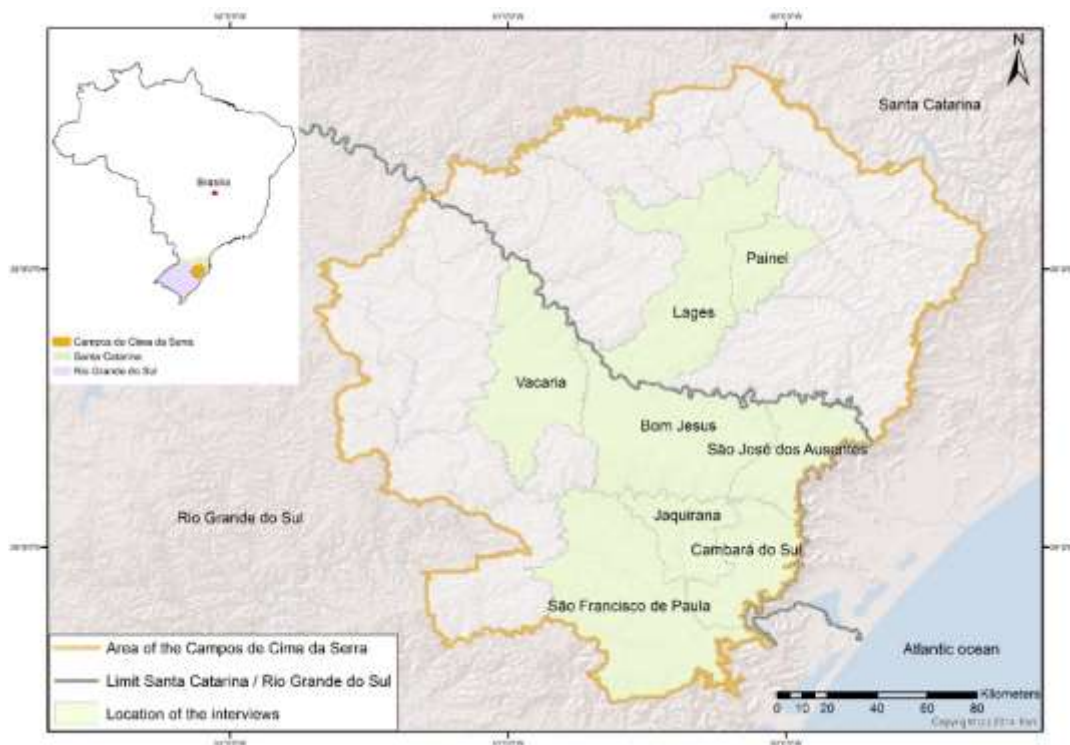 N
Santa Catarina
Brasília
Painel
Lages
Campos de Cima da Serra
Santa Catarina
Rio Grande do Sul
Vacaria
Bom Jesus
São José dos Ausentes
Rio Grande do Sul
Jaquirana
Cambará do Sul
São Francisco de Paula
Area of the Campos de Cima da Serra
Atlantic ocean
Limit Santa Catarina / Rio Grande do Sul
Kilometers
0 10 20 40 60 80
Location of the interviews